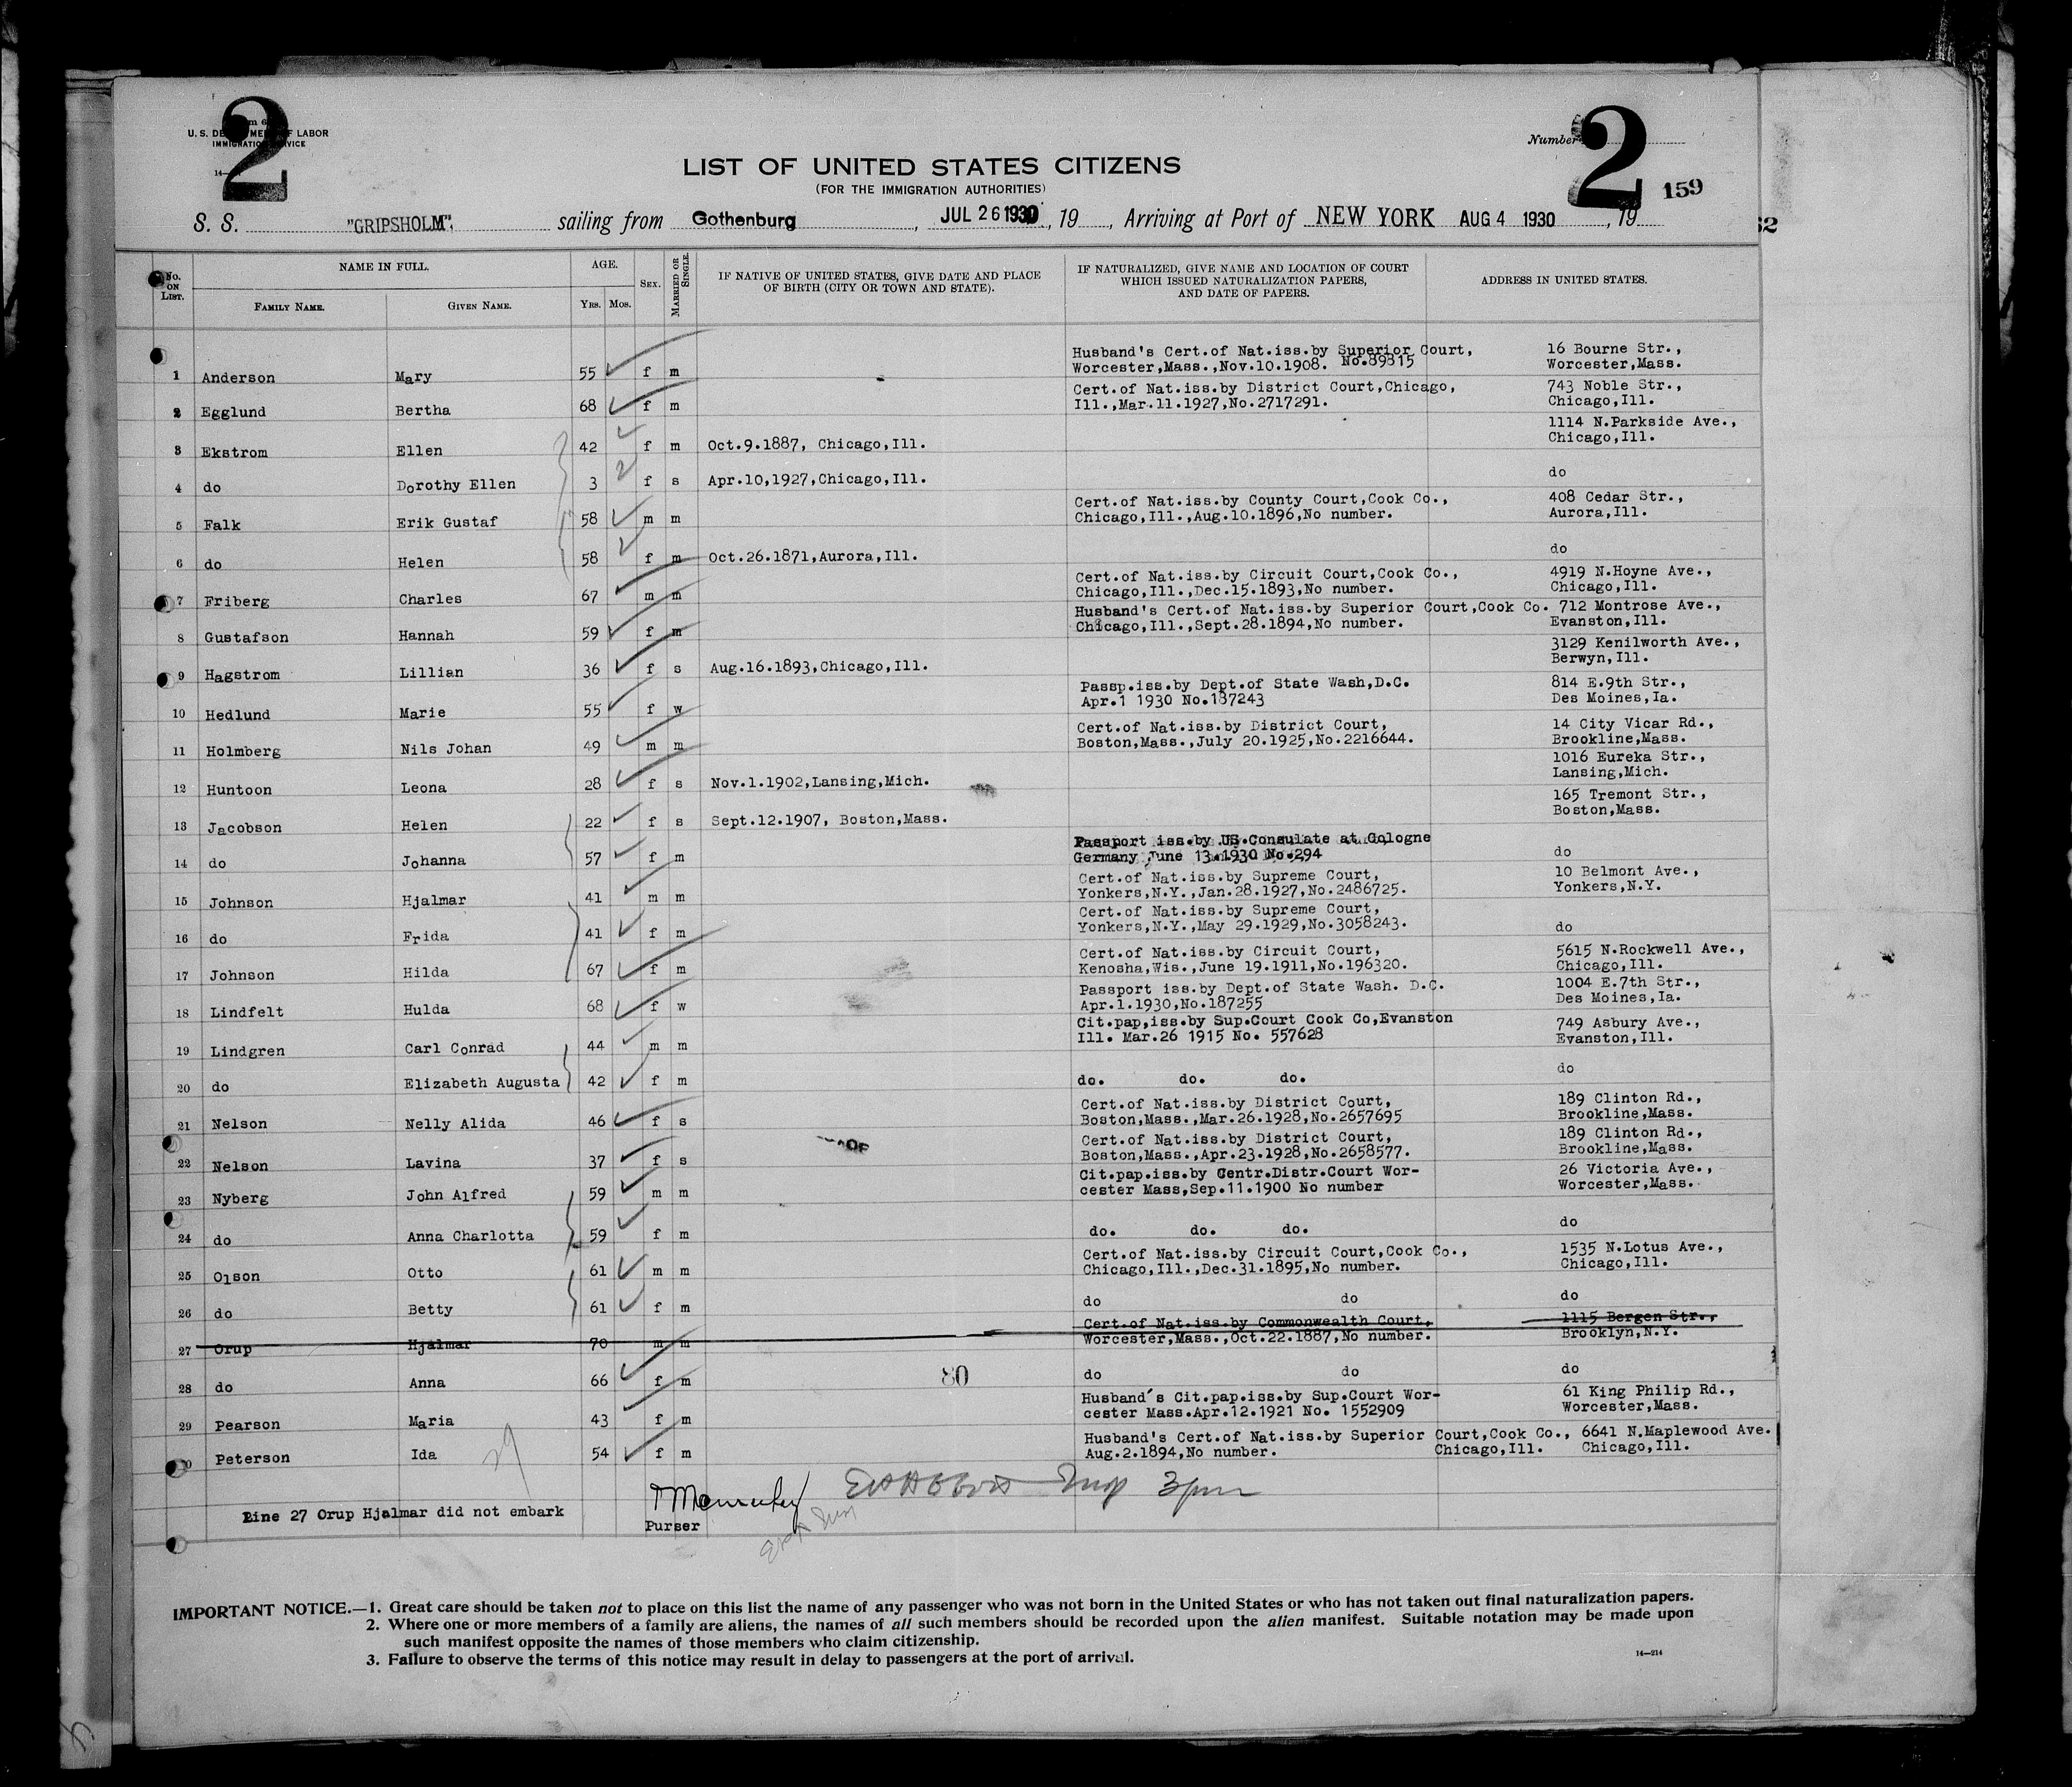 2
2
U. S. DEPARTMENT OF LABOR
IMMIGRATION SERVICE
Number
159
LIST OF UNITED STATES CITIZENS
(FOR THE IMMIGRATION AUTHORITIES)
S. S. "GRIPSHOLM". sailing from Gothenburg, JUL 26 1930, 19, Arriving at Port of NEW YORK AUG 4 1930, 19
No. ON LIST.
NAME IN FULL.
FAMILY NAME. GIVEN NAME.
AGE.
YRS. MOS.
SEX.
MARRIED OR SINGLE.
IF NATIVE OF UNITED STATES, GIVE DATE AND PLACE
OF BIRTH (CITY OR TOWN AND STATE).
IF NATURALIZED, GIVE NAME AND LOCATION OF COURT
WHICH ISSUED NATURALIZATION PAPERS,
AND DATE OF PAPERS.
ADDRESS IN UNITED STATES.
Husband's Cert.of Nat.iss.by Superior Court, 16 Bourne Str.,
1 Anderson Mary 55 f m Worcester,Mass.,Nov.10.1908. No.89815 Worcester,Mass.
Cert.of Nat.iss.by District Court,Chicago, 743 Noble Str.,
2 Egglund Bertha 68 f m Ill.,Mar.11.1927,No.2717291. Chicago,Ill.
1114 N.Parkside Ave.,
3 Ekstrom Ellen 42 f m Oct.9.1887, Chicago,Ill. Chicago,Ill.
4 do Dorothy Ellen 3 f s Apr.10,1927,Chicago,Ill. do
Cert.of Nat.iss.by County Court,Cook Co., 408 Cedar Str.,
5 Falk Erik Gustaf 58 m m Chicago,Ill.,Aug.10.1896,No number. Aurora,Ill.
6 do Helen 58 f m Oct.26.1871,Aurora,Ill. do
Cert.of Nat.iss.by Circuit Court,Cook Co., 4919 N.Hoyne Ave.,
7 Friberg Charles 67 m m Chicago,Ill.,Dec.15.1893,No number. Chicago,Ill.
Husband's Cert.of Nat.iss.by Superior Court,Cook Co. 712 Montrose Ave.,
8 Gustafson Hannah 59 f m Chicago,Ill.,Sept.28.1894,No number. Evanston,Ill.
3129 Kenilworth Ave.,
9 Hagstrom Lillian 36 f s Aug.16.1893,Chicago,Ill. Berwyn,Ill.
Passp.iss.by Dept.of State Wash,D.C. 814 E.9th Str.,
10 Hedlund Marie 55 f w Apr.1 1930 No.187243 Des Moines,Ia.
Cert.of Nat.iss.by District Court, 14 City Vicar Rd.,
11 Holmberg Nils Johan 49 m m Boston,Mass.,July 20.1925,No.2216644. Brookline,Mass.
1016 Eureka Str.,
12 Huntoon Leona 28 f s Nov.1.1902,Lansing,Mich. Lansing,Mich.
165 Tremont Str.,
13 Jacobson Helen 22 f s Sept.12.1907, Boston,Mass. Boston,Mass.
Passport iss.by US.Consulate at Cologne
14 do Johanna 57 f m Germany June 13.1930 No.294 do
Cert.of Nat.iss.by Supreme Court, 10 Belmont Ave.,
15 Johnson Hjalmar 41 m m Yonkers,N.Y.,Jan.28.1927,No.2486725. Yonkers,N.Y.
Cert.of Nat.iss.by Supreme Court,
16 do Frida 41 f m Yonkers,N.Y.,May 29.1929,No.3058243. do
Cert.of Nat.iss.by Circuit Court, 5615 N.Rockwell Ave.,
17 Johnson Hilda 67 f m Kenosha,Wis.,June 19.1911,No.196320. Chicago,Ill.
Passport iss.by Dept.of State Wash. D.C. 1004 E.7th Str.,
18 Lindfelt Hulda 68 f w Apr.1.1930,No.187255 Des Moines,Ia.
Cit.pap,iss.by Sup.Court Cook Co,Evanston 749 Asbury Ave.,
19 Lindgren Carl Conrad 44 m m Ill. Mar.26 1915 No. 557628 Evanston,Ill.
20 do Elizabeth Augusta 42 f m do. do. do. do
Cert.of Nat.iss.by District Court, 189 Clinton Rd.,
21 Nelson Nelly Alida 46 f s Boston,Mass.,Mar.26.1928,No.2657695 Brookline,Mass.
Cert.of Nat.iss.by District Court, 189 Clinton Rd.,
22 Nelson Lavina 37 f s Boston,Mass.,Apr.23.1928,No.2658577. Brookline,Mass.
Cit.pap.iss.by Centr.Distr.Court Wor- 26 Victoria Ave.,
23 Nyberg John Alfred 59 m m cester Mass,Sep.11.1900 No number Worcester,Mass.
24 do Anna Charlotta 59 f m do. do. do. do
Cert.of Nat.iss.by Circuit Court,Cook Co., 1535 N.Lotus Ave.,
25 Olson Otto 61 m m Chicago,Ill.,Dec.31.1895,No number. Chicago,Ill.
26 do Betty 61 f m do do do
Cert.of Nat.iss.by Commonwealth Court, 1115 Bergen Str.,
27 Orup Hjalmar 70 m m Worcester,Mass.,Oct.22.1887,No number. Brooklyn,N.Y.
28 do Anna 66 f m 80 do do do
Husband's Cit.pap.iss.by Sup.Court Wor- 61 King Philip Rd.,
29 Pearson Maria 43 f m cester Mass.Apr.12.1921 No. 1552909 Worcester,Mass.
Husband's Cert.of Nat.iss.by Superior Court,Cook Co., 6641 N.Maplewood Ave.
Peterson Ida 54 f m Aug.2.1894,No number. Chicago,Ill. Chicago,Ill.
29
3pm
Line 27 Orup Hjalmar did not embark
Purser
IMPORTANT NOTICE.—1. Great care should be taken not to place on this list the name of any passenger who was not born in the United States or who has not taken out final naturalization papers.
2. Where one or more members of a family are aliens, the names of all such members should be recorded upon the alien manifest. Suitable notation may be made upon
such manifest opposite the names of those members who claim citizenship.
3. Failure to observe the terms of this notice may result in delay to passengers at the port of arrival.
14—214